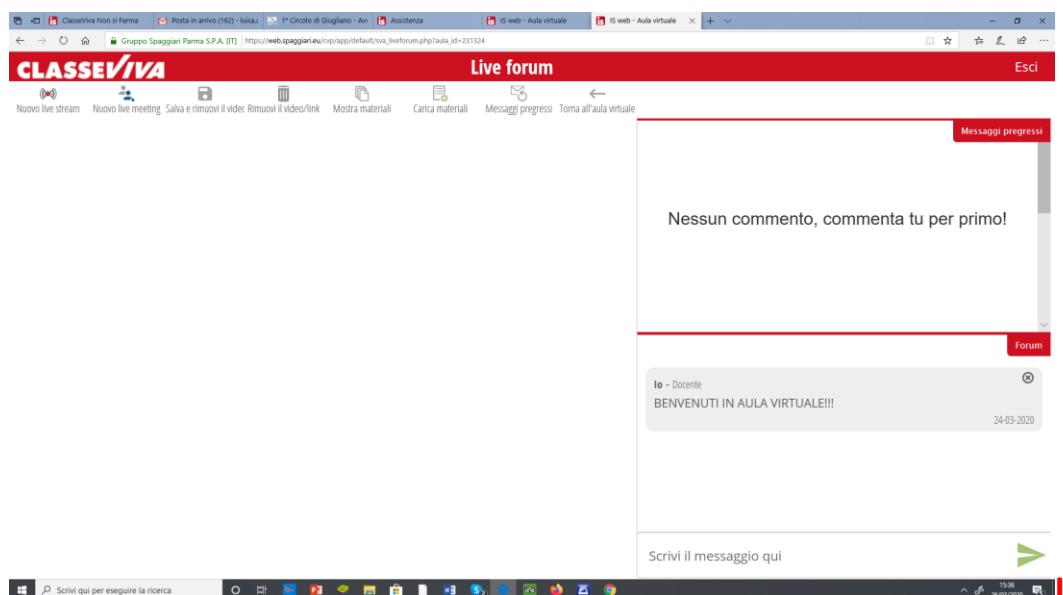 ClasseViva Non si Ferma
Posta in arrivo (162) - luisa.
1° Circolo di Giugliano - Av
Assistenza
IS web - Aula virtuale
IS web - Aula virtuale
Gruppo Spaggiari Parma S.P.A. [IT] https://web.spaggiari.eu/cvp/app/default/sva_liveforum.php?aula_id=231324
CLASSEVIVA
Live forum
Esci
Nuovo live stream
Nuovo live meeting
Salva e rimuovi il videc
Rimuovi il video/link
Mostra materiali
Carica materiali
Messaggi pregressi
Torna all'aula virtuale
Messaggi pregressi
Nessun commento, commenta tu per primo!
Forum
Io - Docente
BENVENUTI IN AULA VIRTUALE!!!
24-03-2020
Scrivi il messaggio qui
Scrivi qui per eseguire la ricerca
15:36